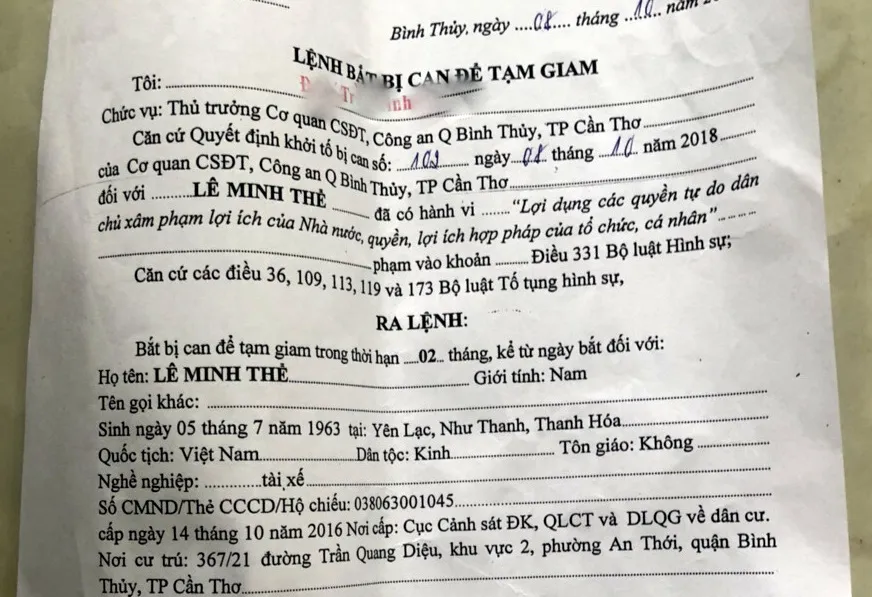 Bình Thủy, ngày ....08.... tháng ....10.. năm
LỆNH BẮT BỊ CAN ĐỂ TẠM GIAM
Tôi:
Chức vụ: Thủ trưởng Cơ quan CSĐT, Công an Q Bình Thủy, TP Cần Thơ
Căn cứ Quyết định khởi tố bị can số: ..109.. ngày..08.. tháng ..10.. năm 2018
của Cơ quan CSĐT, Công an Q Bình Thủy, TP Cần Thơ
đối với ..........LÊ MINH THỂ .......... đã có hành vi ........“Lợi dụng các quyền tự do dân
chủ xâm phạm lợi ích của Nhà nước, quyền, lợi ích hợp pháp của tổ chức, cá nhân”
phạm vào khoản .......... Điều 331 Bộ luật Hình sự;
Căn cứ các điều 36, 109, 113, 119 và 173 Bộ luật Tố tụng hình sự,
RA LỆNH:
Bắt bị can để tạm giam trong thời hạn .....02... tháng, kể từ ngày bắt đối với:
Họ tên: LÊ MINH THỂ.......... Giới tính: Nam
Tên gọi khác:
Sinh ngày 05 tháng 7 năm 1963 tại: Yên Lạc, Như Thanh, Thanh Hóa
Quốc tịch: Việt Nam..........Dân tộc: Kinh.......... Tôn giáo: Không
Nghề nghiệp: ............tài xế
Số CMND/Thẻ CCCD/Hộ chiếu: 038063001045
cấp ngày 14 tháng 10 năm 2016 Nơi cấp: Cục Cảnh sát ĐK, QLCT và DLQG về dân cư.
Nơi cư trú: 367/21 đường Trần Quang Diệu, khu vực 2, phường An Thới, quận Bình
Thủy, TP Cần Thơ